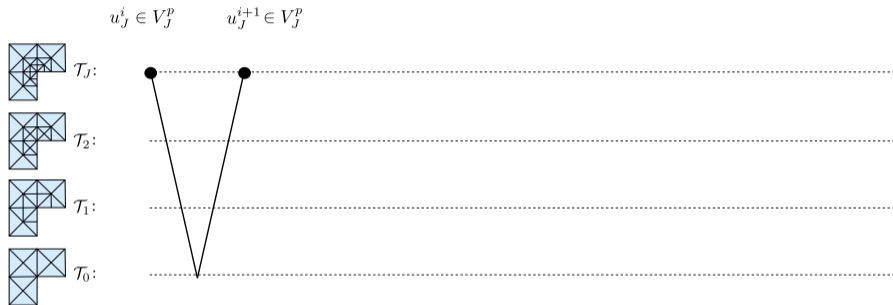 u_J^i ∈ V_J^p u_J^{i+1} ∈ V_J^p
𝒯_J:
𝒯_2:
𝒯_1:
𝒯_0: